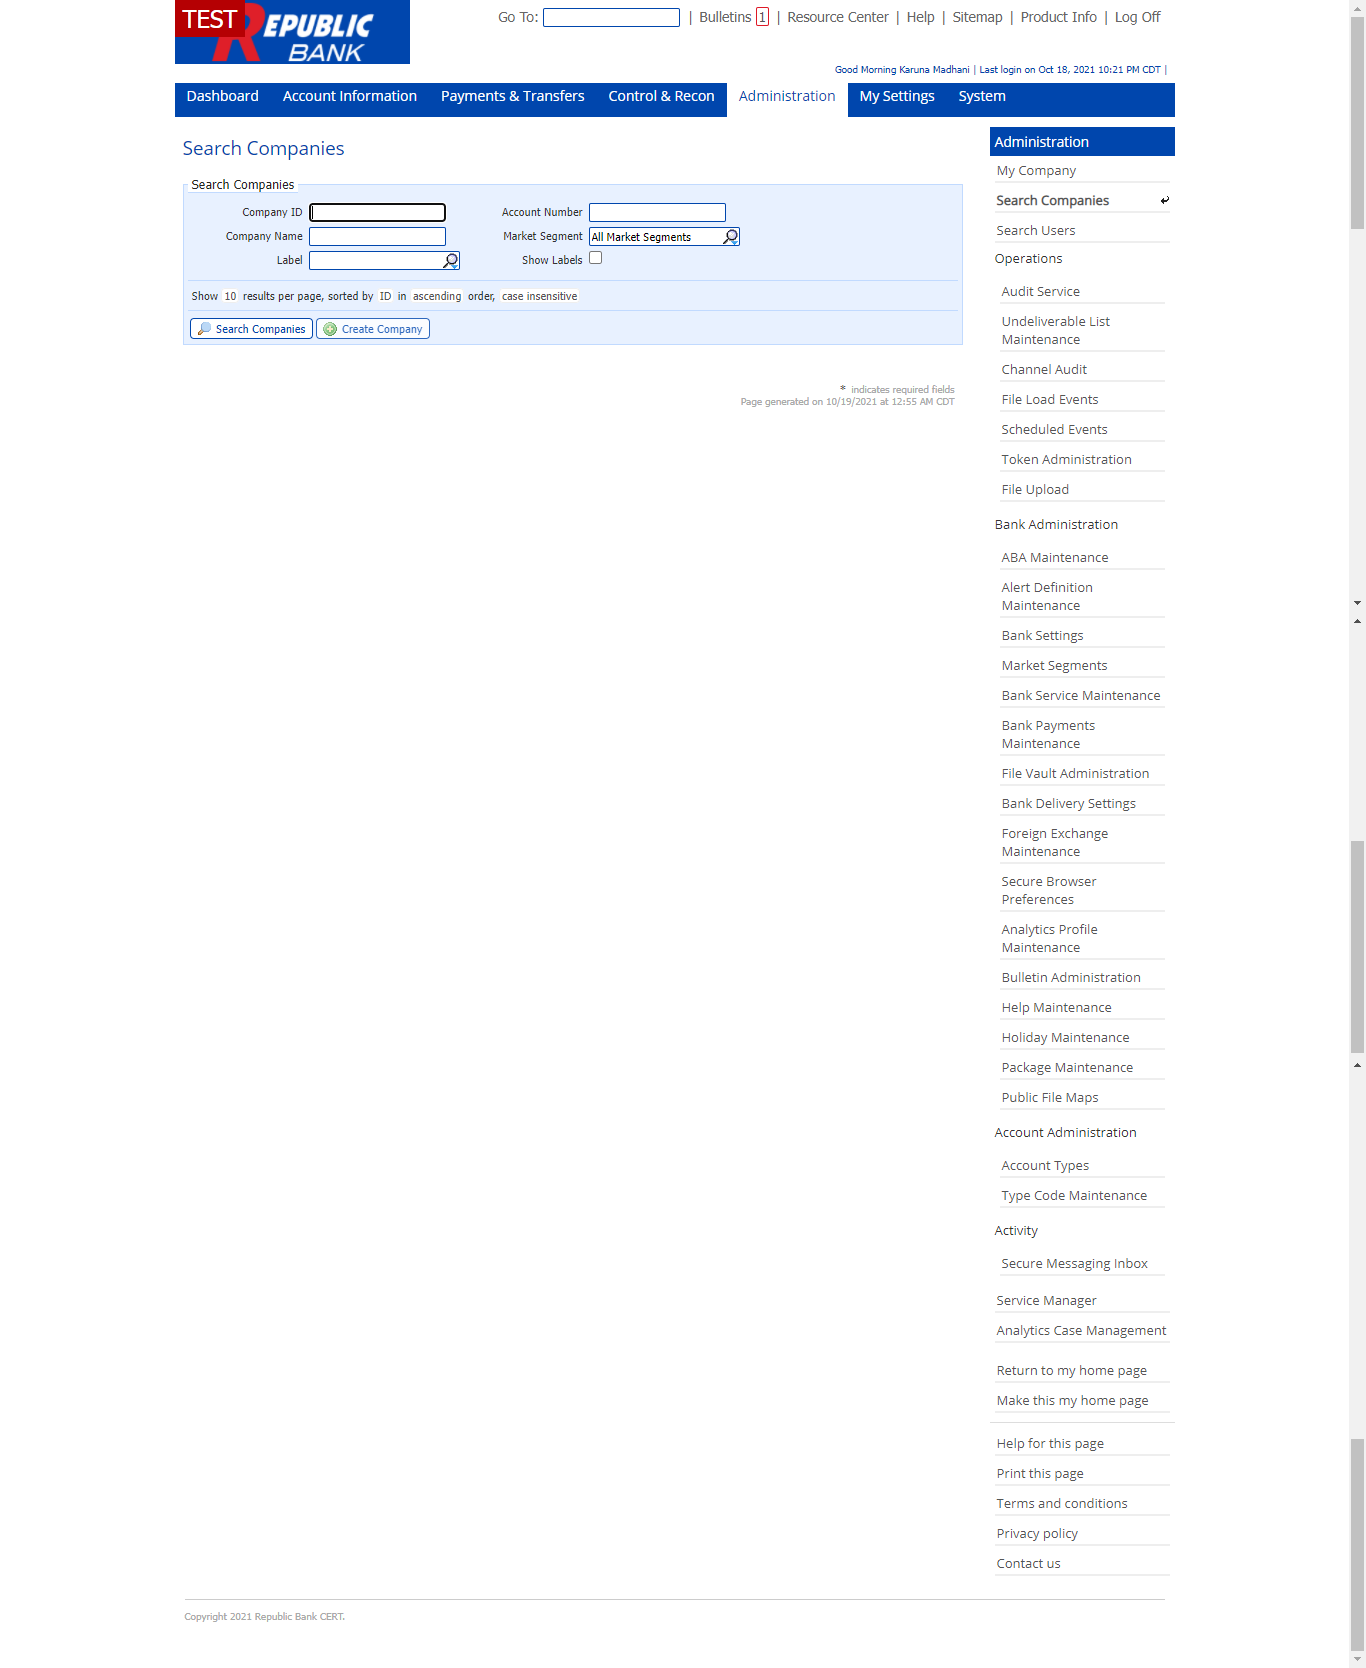 TEST
REPUBLIC
BANK
Go To: | Bulletins 1 | Resource Center | Help | Sitemap | Product Info | Log Off
Good Morning Karuna Madhani | Last login on Oct 18, 2021 10:21 PM CDT |
Dashboard Account Information Payments & Transfers Control & Recon Administration My Settings System
Search Companies
Search Companies
Company ID Account Number
Company Name Market Segment All Market Segments
Label Show Labels
Show 10 results per page, sorted by ID in ascending order, case insensitive
Search Companies Create Company
* indicates required fields
Page generated on 10/19/2021 at 12:55 AM CDT
Administration
My Company
Search Companies
Search Users
Operations
Audit Service
Undeliverable List
Maintenance
Channel Audit
File Load Events
Scheduled Events
Token Administration
File Upload
Bank Administration
ABA Maintenance
Alert Definition
Maintenance
Bank Settings
Market Segments
Bank Service Maintenance
Bank Payments
Maintenance
File Vault Administration
Bank Delivery Settings
Foreign Exchange
Maintenance
Secure Browser
Preferences
Analytics Profile
Maintenance
Bulletin Administration
Help Maintenance
Holiday Maintenance
Package Maintenance
Public File Maps
Account Administration
Account Types
Type Code Maintenance
Activity
Secure Messaging Inbox
Service Manager
Analytics Case Management
Return to my home page
Make this my home page
Help for this page
Print this page
Terms and conditions
Privacy policy
Contact us
Copyright 2021 Republic Bank CERT.